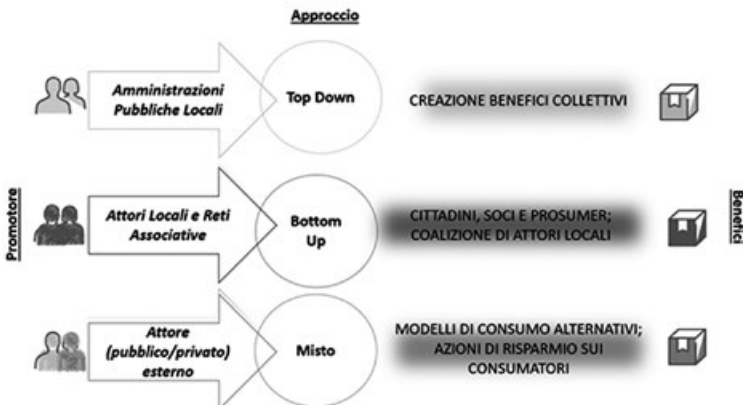 Approccio
Amministrazioni
Pubbliche Locali
Top Down
CREAZIONE BENEFICI COLLETTIVI
Promotore
Attori Locali e Reti
Associative
Bottom
Up
CITTADINI, SOCI E PROSUMER;
COALIZIONE DI ATTORI LOCALI
Benefici
Attore
(pubblico/privato)
esterno
Misto
MODELLI DI CONSUMO ALTERNATIVI;
AZIONI DI RISPARMIO SUI
CONSUMATORI